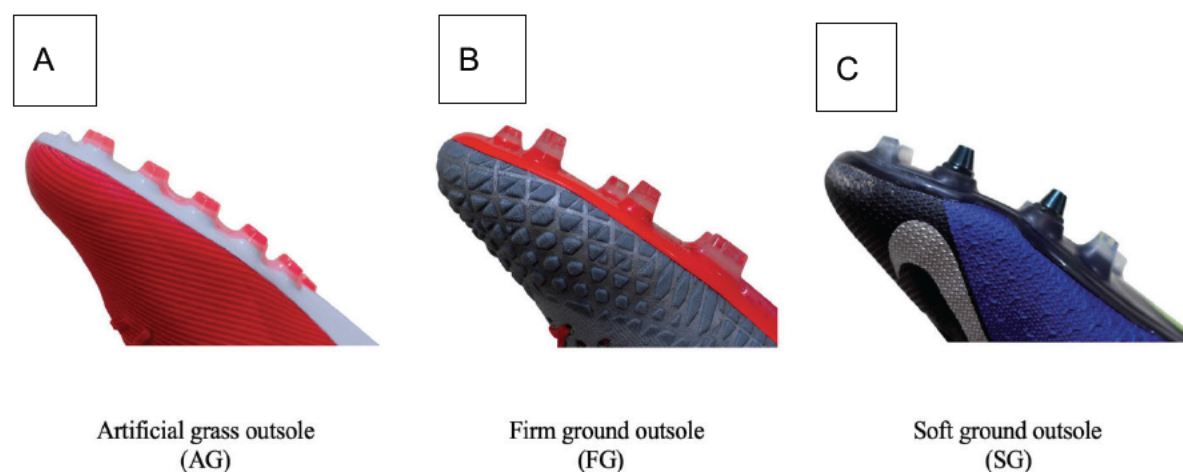 A
B
C
Artificial grass outsole
(AG)
Firm ground outsole
(FG)
Soft ground outsole
(SG)